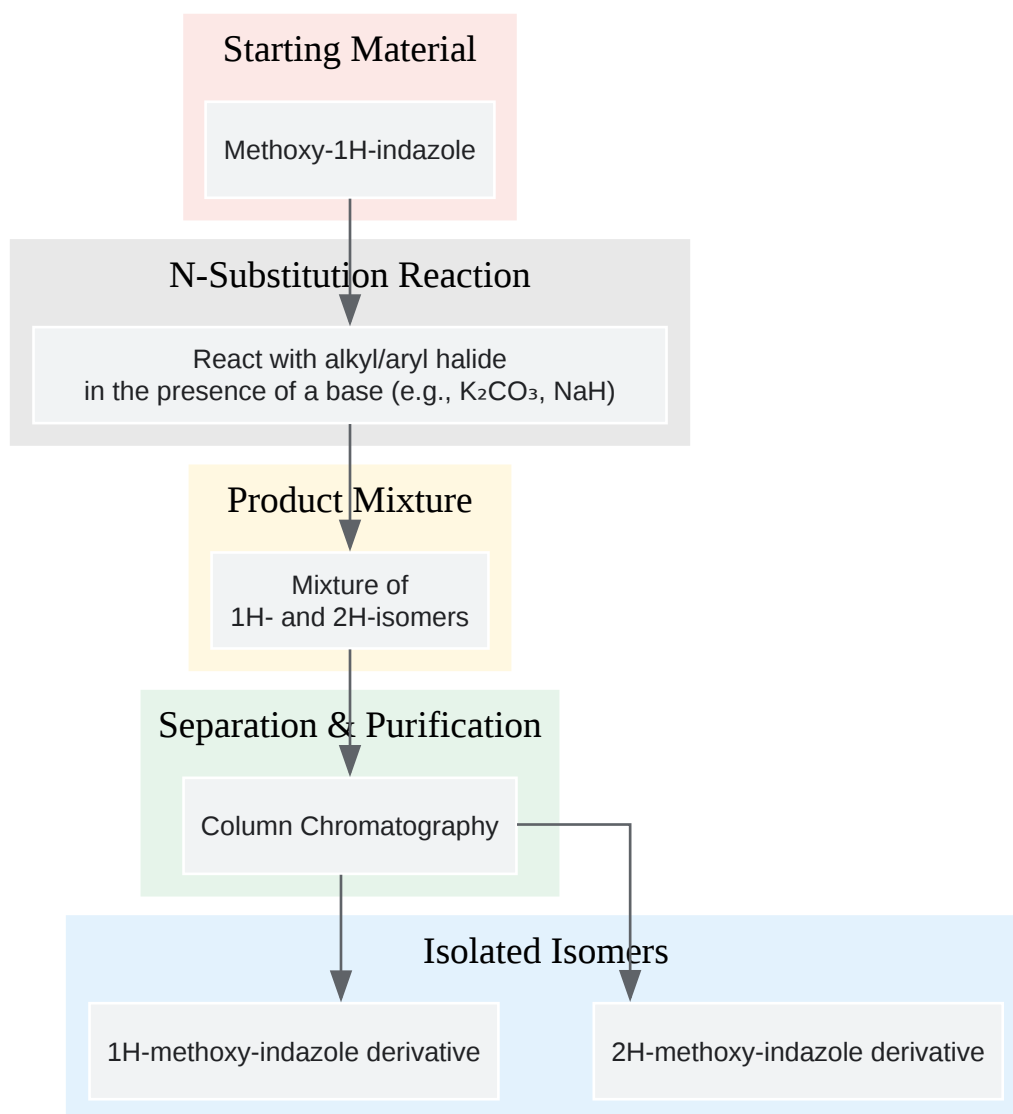 Starting Material
Methoxy-1H-indazole
N-Substitution Reaction
React with alkyl/aryl halide
in the presence of a base (e.g., K₂CO₃, NaH)
Product Mixture
Mixture of
1H- and 2H-isomers
Separation & Purification
Column Chromatography
Isolated Isomers
1H-methoxy-indazole derivative
2H-methoxy-indazole derivative